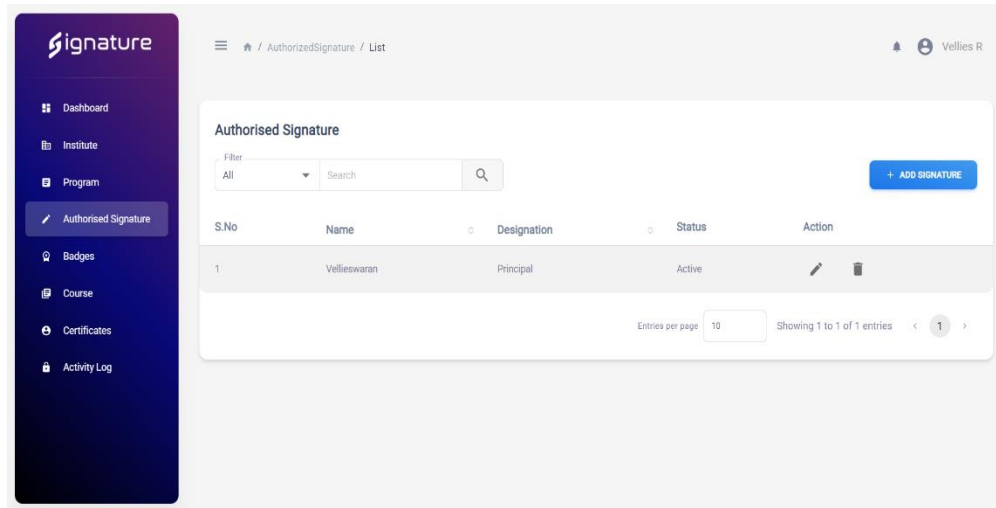 Signature
Dashboard
Institute
Program
Authorised Signature
Badges
Course
Certificates
Activity Log
/ AuthorizedSignature / List
Vellies R
Authorised Signature
Filter
All Search
+ ADD SIGNATURE
S.No Name Designation Status Action
1 Vellieswaran Principal Active
Entries per page 10 Showing 1 to 1 of 1 entries < 1 >